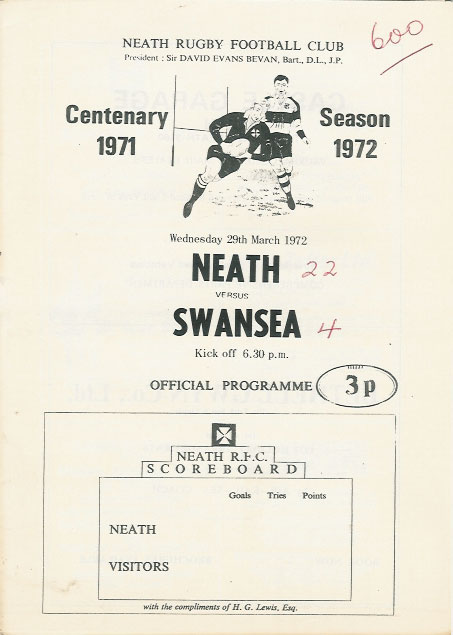 NEATH RUGBY FOOTBALL CLUB
President : Sir DAVID EVANS BEVAN, Bart., D.L., J.P.
600
Centenary Season
1971 1972
Wednesday 29th March 1972
NEATH 22
VERSUS
SWANSEA 4
Kick off 6.30 p.m.
OFFICIAL PROGRAMME 3p
NEATH R.F.C.
SCOREBOARD
Goals Tries Points
NEATH
VISITORS
with the compliments of H. G. Lewis, Esq.